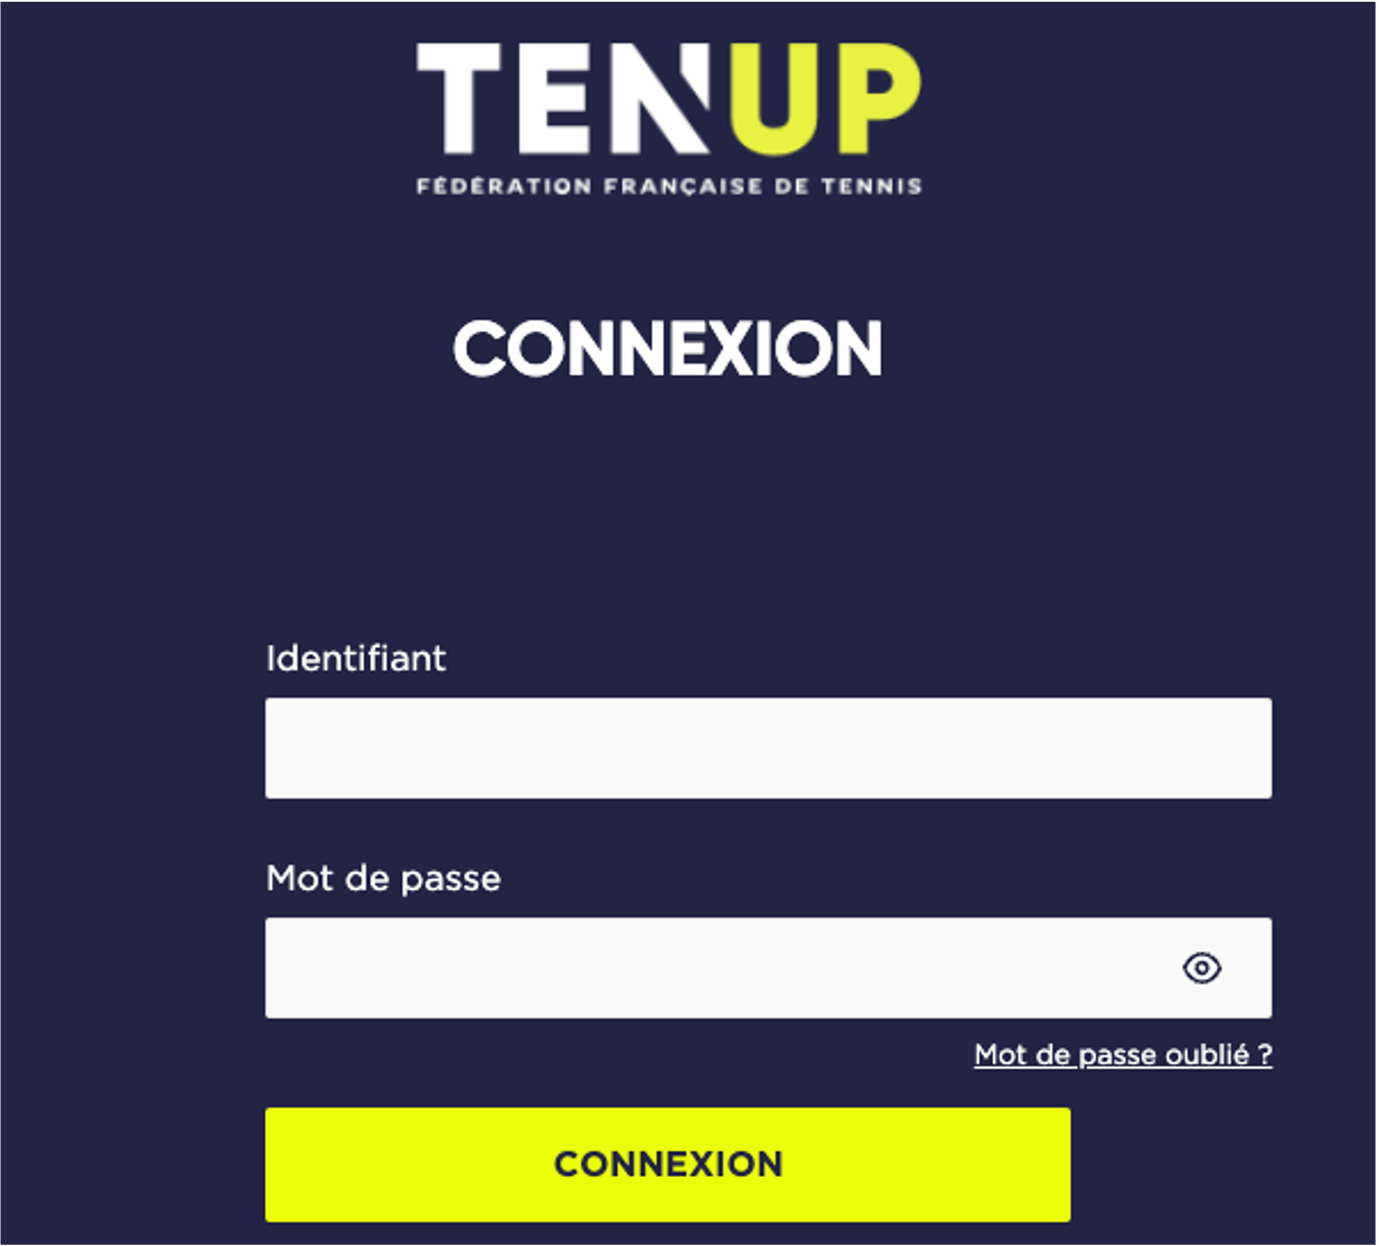 TENUP
FÉDÉRATION FRANÇAISE DE TENNIS
CONNEXION
Identifiant
Mot de passe
Mot de passe oublié ?
CONNEXION